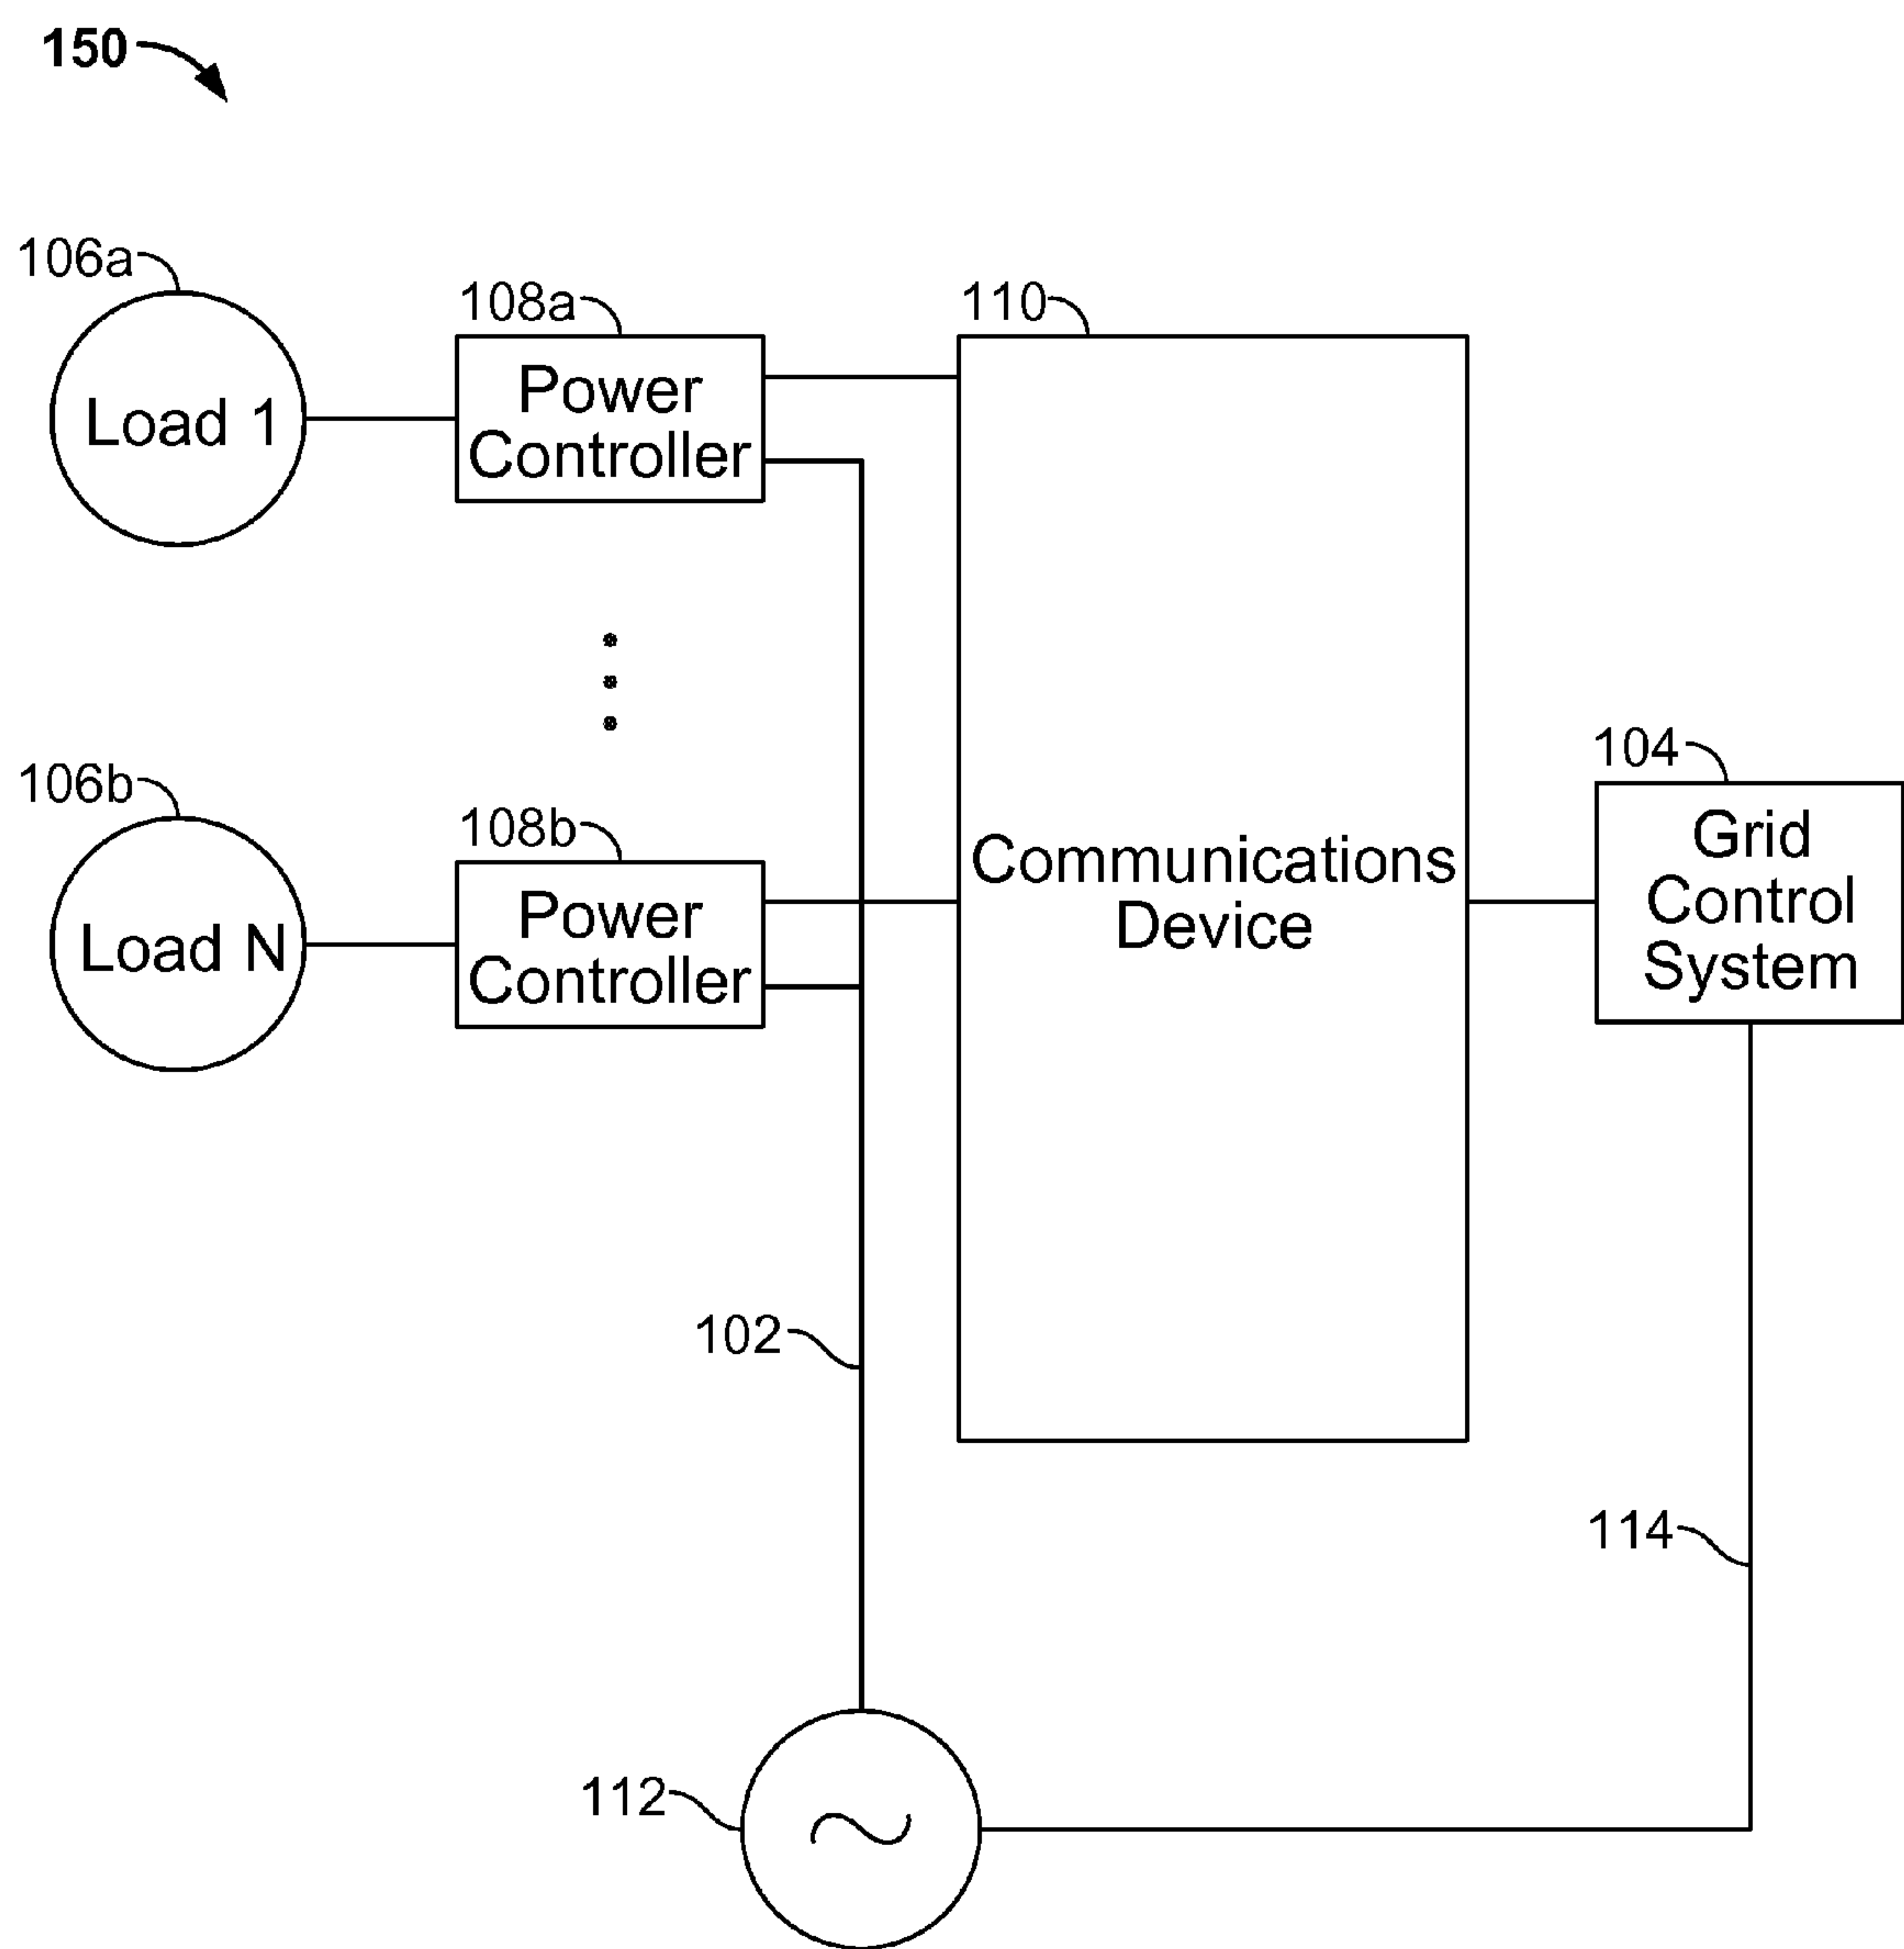 150
106a
Load 1
108a
Power
Controller
110
Communications
Device
106b
Load N
108b
Power
Controller
104
Grid
Control
System
102
114
112